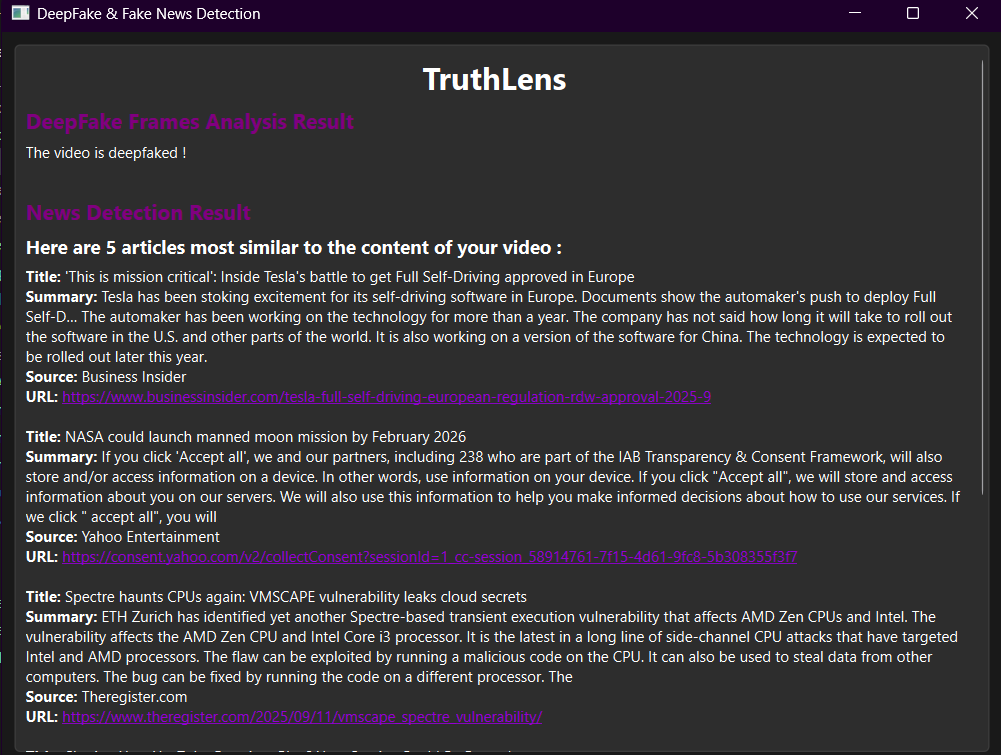 DeepFake & Fake News Detection
TruthLens
DeepFake Frames Analysis Result
The video is deepfaked !
News Detection Result
Here are 5 articles most similar to the content of your video :
Title: 'This is mission critical': Inside Tesla's battle to get Full Self-Driving approved in Europe
Summary: Tesla has been stoking excitement for its self-driving software in Europe. Documents show the automaker's push to deploy Full
Self-D... The automaker has been working on the technology for more than a year. The company has not said how long it will take to roll out
the software in the U.S. and other parts of the world. It is also working on a version of the software for China. The technology is expected to
be rolled out later this year.
Source: Business Insider
URL: https://www.businessinsider.com/tesla-full-self-driving-european-regulation-rdw-approval-2025-9
Title: NASA could launch manned moon mission by February 2026
Summary: If you click 'Accept all', we and our partners, including 238 who are part of the IAB Transparency & Consent Framework, will also
store and/or access information on a device. In other words, use information on your device. If you click "Accept all", we will store and access
information about you on our servers. We will also use this information to help you make informed decisions about how to use our services. If
we click " accept all", you will
Source: Yahoo Entertainment
URL: https://consent.yahoo.com/v2/collectConsent?sessionId=1_cc-session_58914761-7f15-4d61-9fc8-5b308355f3f7
Title: Spectre haunts CPUs again: VMSCAPE vulnerability leaks cloud secrets
Summary: ETH Zurich has identified yet another Spectre-based transient execution vulnerability that affects AMD Zen CPUs and Intel. The
vulnerability affects the AMD Zen CPU and Intel Core i3 processor. It is the latest in a long line of side-channel CPU attacks that have targeted
Intel and AMD processors. The flaw can be exploited by running a malicious code on the CPU. It can also be used to steal data from other
computers. The bug can be fixed by running the code on a different processor. The
Source: Theregister.com
URL: https://www.theregister.com/2025/09/11/vmscape_spectre_vulnerability/